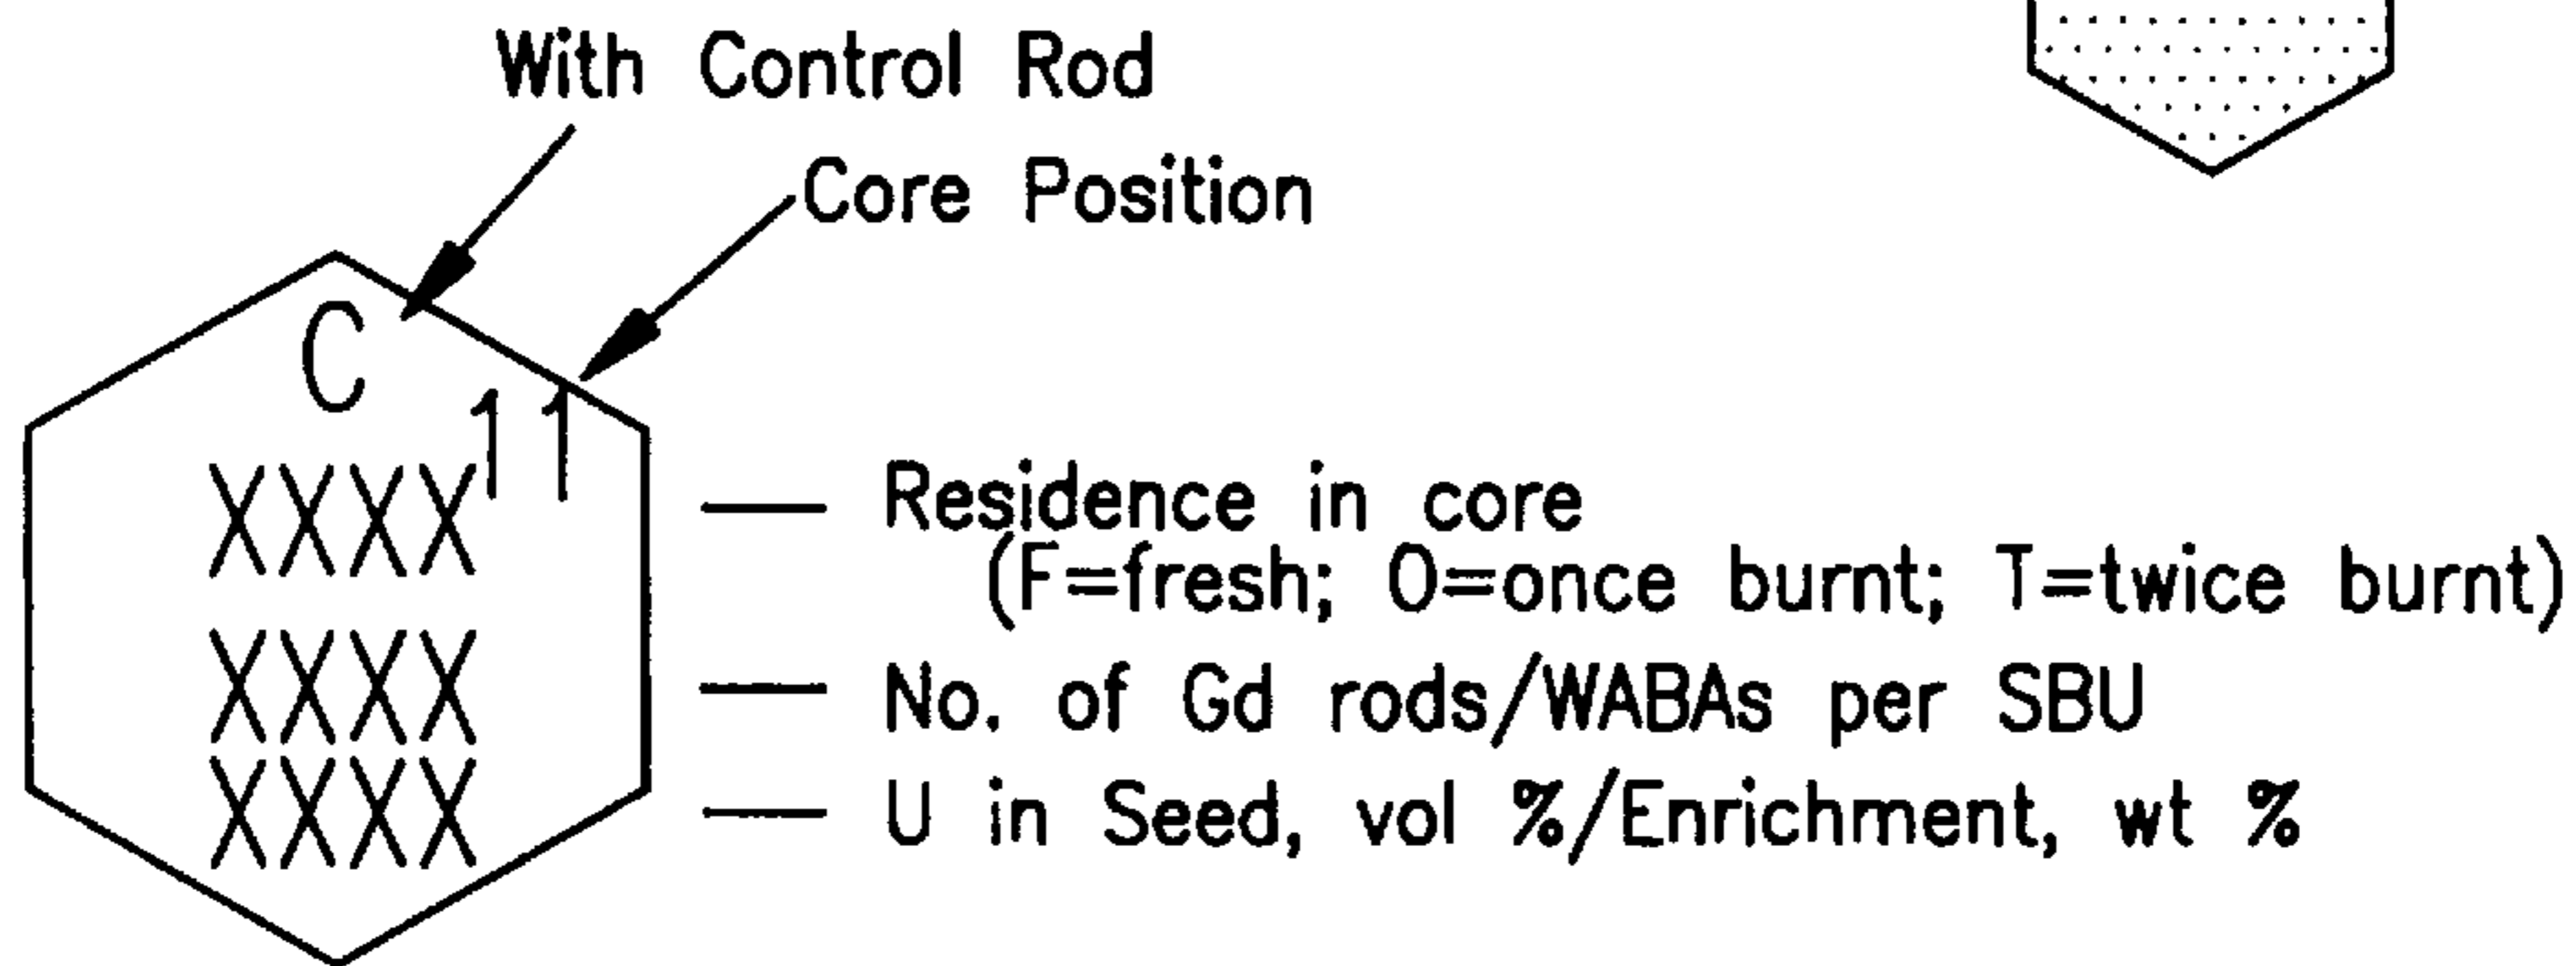 With Control Rod
Core Position
C
11
XXXX — Residence in core
(F=fresh; O=once burnt; T=twice burnt)
XXXX — No. of Gd rods/WABAs per SBU
XXXX — U in Seed, vol %/Enrichment, wt %